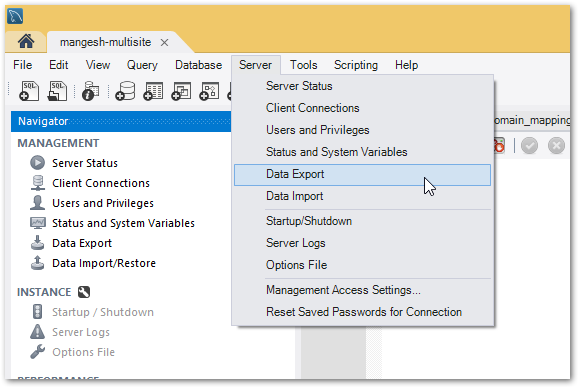 mangesh-multisite
File Edit View Query Database Server Tools Scripting Help
SQL SQL
Navigator
MANAGEMENT
Server Status
Client Connections
Users and Privileges
Status and System Variables
Data Export
Data Import/Restore
INSTANCE
Startup / Shutdown
Server Logs
Options File
PERFORMANCE
Server Status
Client Connections
Users and Privileges
Status and System Variables
Data Export
Data Import
Startup/Shutdown
Server Logs
Options File
Management Access Settings...
Reset Saved Passwords for Connection
omain_mapping